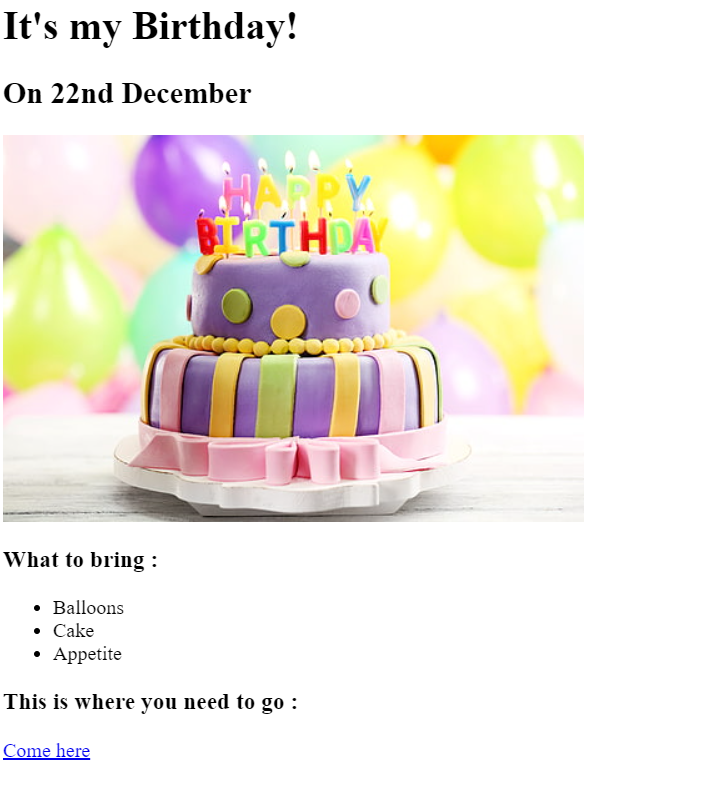 It's my Birthday!
On 22nd December
HAPPY
BIRTHDAY
What to bring :
Balloons
Cake
Appetite
This is where you need to go :
Come here